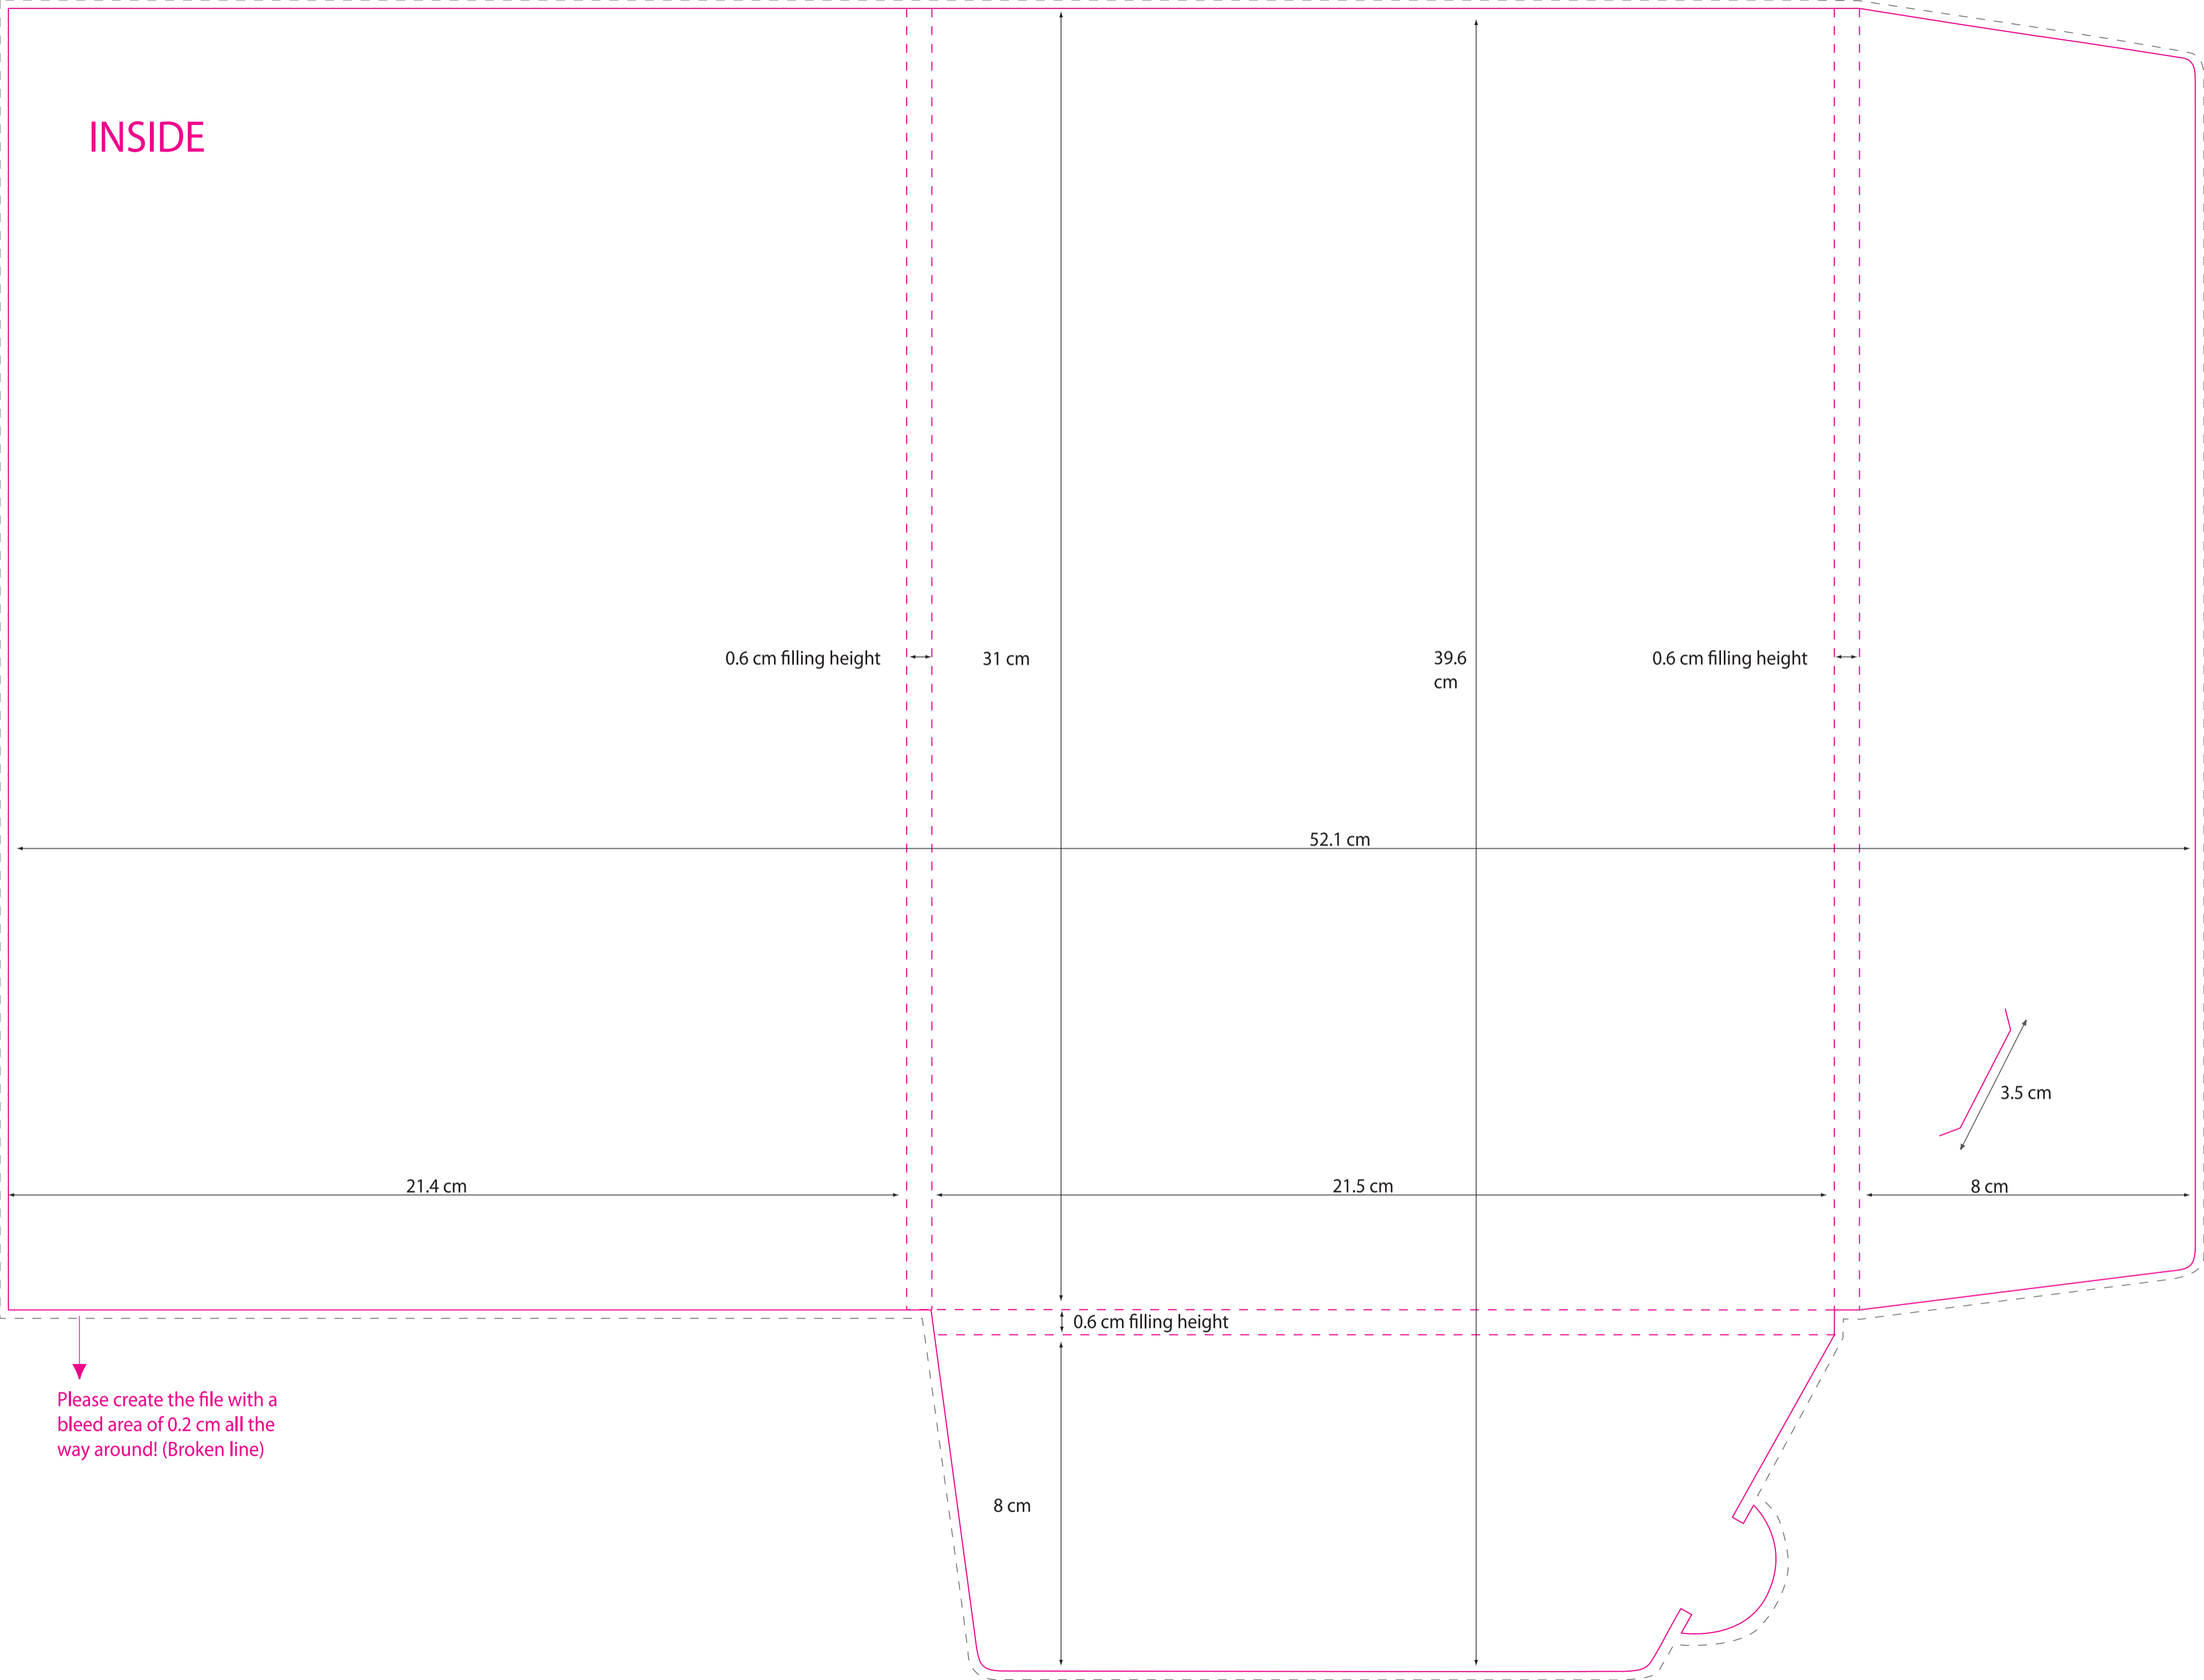 INSIDE
0.6 cm filling height
31 cm
39.6
cm
0.6 cm filling height
52.1 cm
3.5 cm
21.4 cm
21.5 cm
8 cm
0.6 cm filling height
Please create the file with a
bleed area of 0.2 cm all the
way around! (Broken line)
8 cm